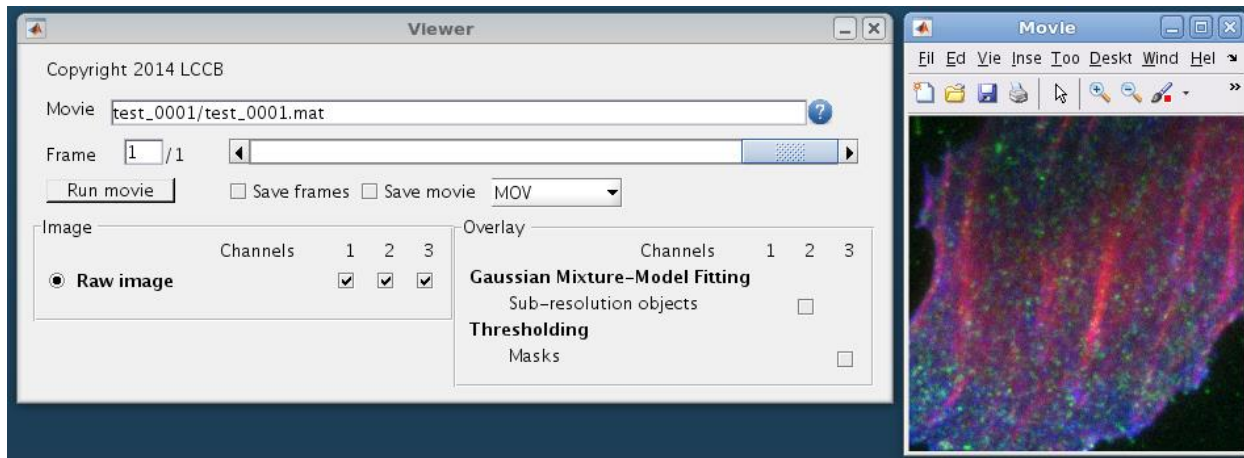 Viewer
Copyright 2014 LCCB
Movie test_0001/test_0001.mat ?
Frame 1 / 1
Run movie Save frames Save movie MOV
Image
Channels 1 2 3
Raw image
Overlay
Channels 1 2 3
Gaussian Mixture-Model Fitting
Sub-resolution objects
Thresholding
Masks
Movie
Fil Ed Vie Inse Too Deskt Wind Hel